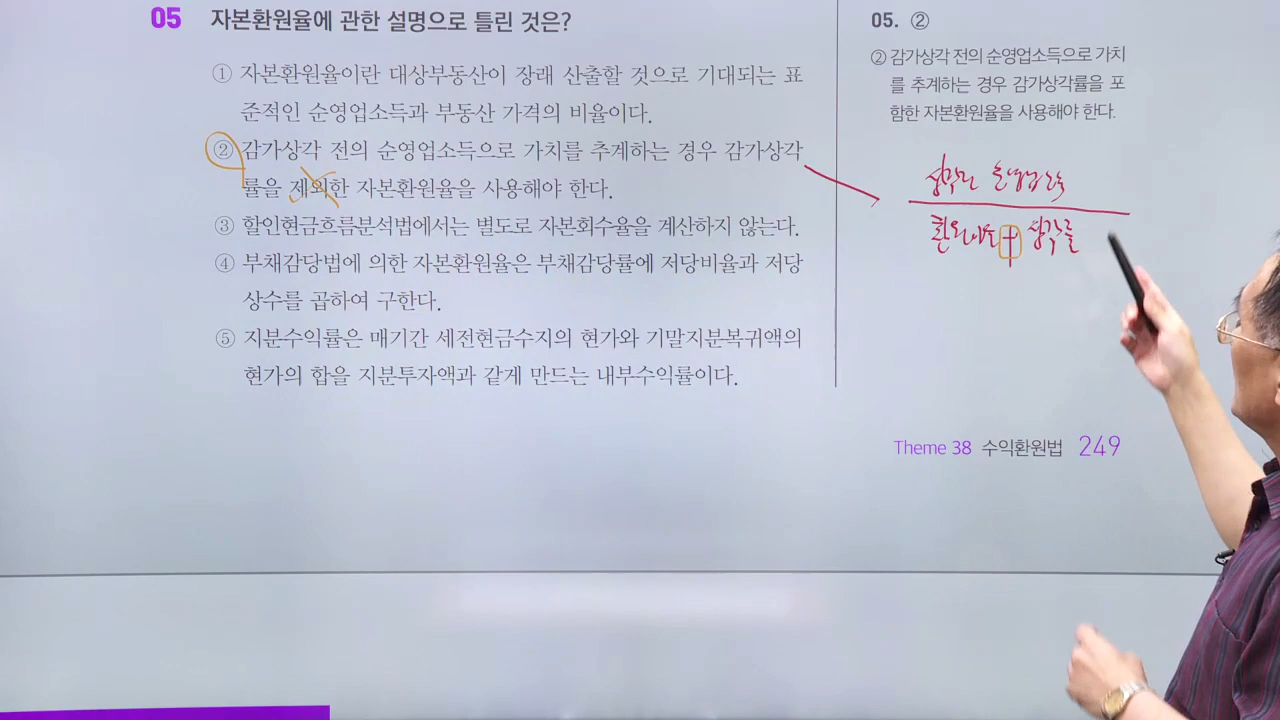 05 자본환원율에 관한 설명으로 틀린 것은?
① 자본환원율이란 대상부동산이 장래 산출할 것으로 기대되는 표
준적인 순영업소득과 부동산 가격의 비율이다.
② 감가상각 전의 순영업소득으로 가치를 추계하는 경우 감가상각
률을 제외한 자본환원율을 사용해야 한다.
③ 할인현금흐름분석법에서는 별도로 자본회수율을 계산하지 않는다.
④ 부채감당법에 의한 자본환원율은 부채감당률에 저당비율과 저당
상수를 곱하여 구한다.
⑤ 지분수익률은 매기간 세전현금수지의 현가와 기말지분복귀액의
현가의 합을 지분투자액과 같게 만드는 내부수익률이다.
05. ②
② 감가상각 전의 순영업소득으로 가치
를 추계하는 경우 감가상각률을 포
함한 자본환원율을 사용해야 한다.
상각전 순영업소득
+ 상각률
Theme 38 수익환원법 249